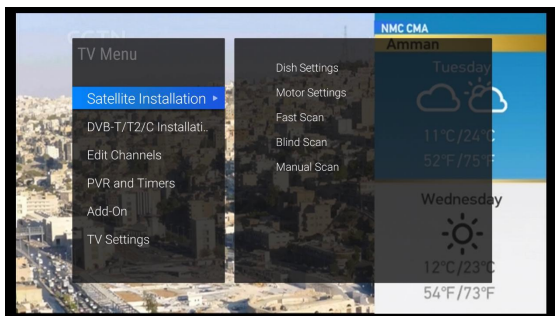 CGTN
NMC CMA
Amman
TV Menu
Satellite Installation
DVB-T/T2/C Installati..
Edit Channels
PVR and Timers
Add-On
TV Settings
Dish Settings
Motor Settings
Fast Scan
Blind Scan
Manual Scan
Tuesday
11°C/24°C
52°F/75°F
Wednesday
12°C/23°C
54°F/73°F